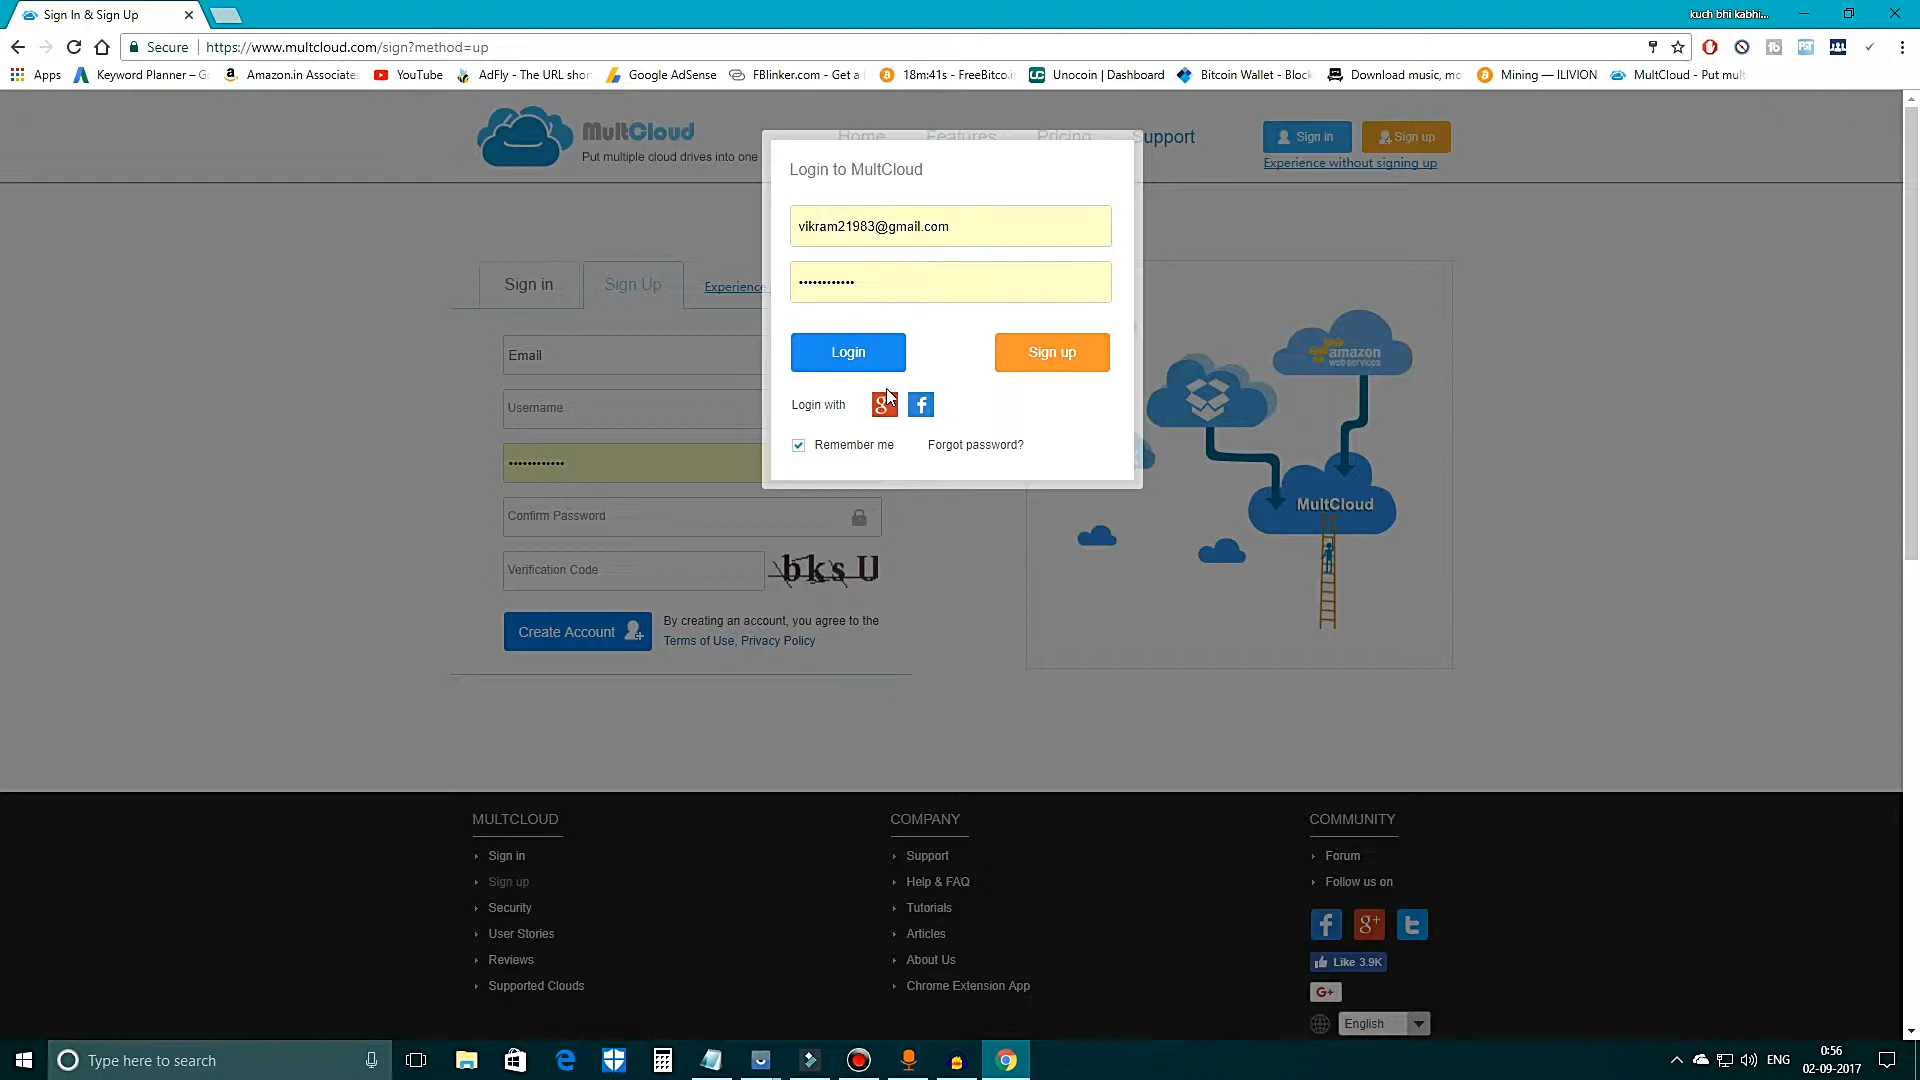 Sign In & Sign Up
kuch bhi kabhi...
Secure
https://www.multcloud.com/sign?method=up
Apps
Keyword Planner – G
Amazon.in Associate
YouTube
AdFly - The URL shor
Google AdSense
FBlinker.com - Get a
18m:41s - FreeBitco.i
Unocoin | Dashboard
Bitcoin Wallet - Block
Download music, mo
Mining — ILIVION
MultCloud - Put mult
MultCloud
Put multiple cloud drives into one
Home
Features
Pricing
Support
Sign in
Sign up
Experience without signing up
Login to MultCloud
vikram21983@gmail.com
••••••••••••
Login
Sign up
Login with
g+
f
Remember me
Forgot password?
Sign in
Sign Up
Experience
Email
Username
••••••••••••
Confirm Password
Verification Code
bks U
Create Account
By creating an account, you agree to the
Terms of Use, Privacy Policy
amazon
web services
MultCloud
MULTCLOUD
Sign in
Sign up
Security
User Stories
Reviews
Supported Clouds
COMPANY
Support
Help & FAQ
Tutorials
Articles
About Us
Chrome Extension App
COMMUNITY
Forum
Follow us on
Like 3.9K
G+
English
Type here to search
ENG
0:56
02-09-2017